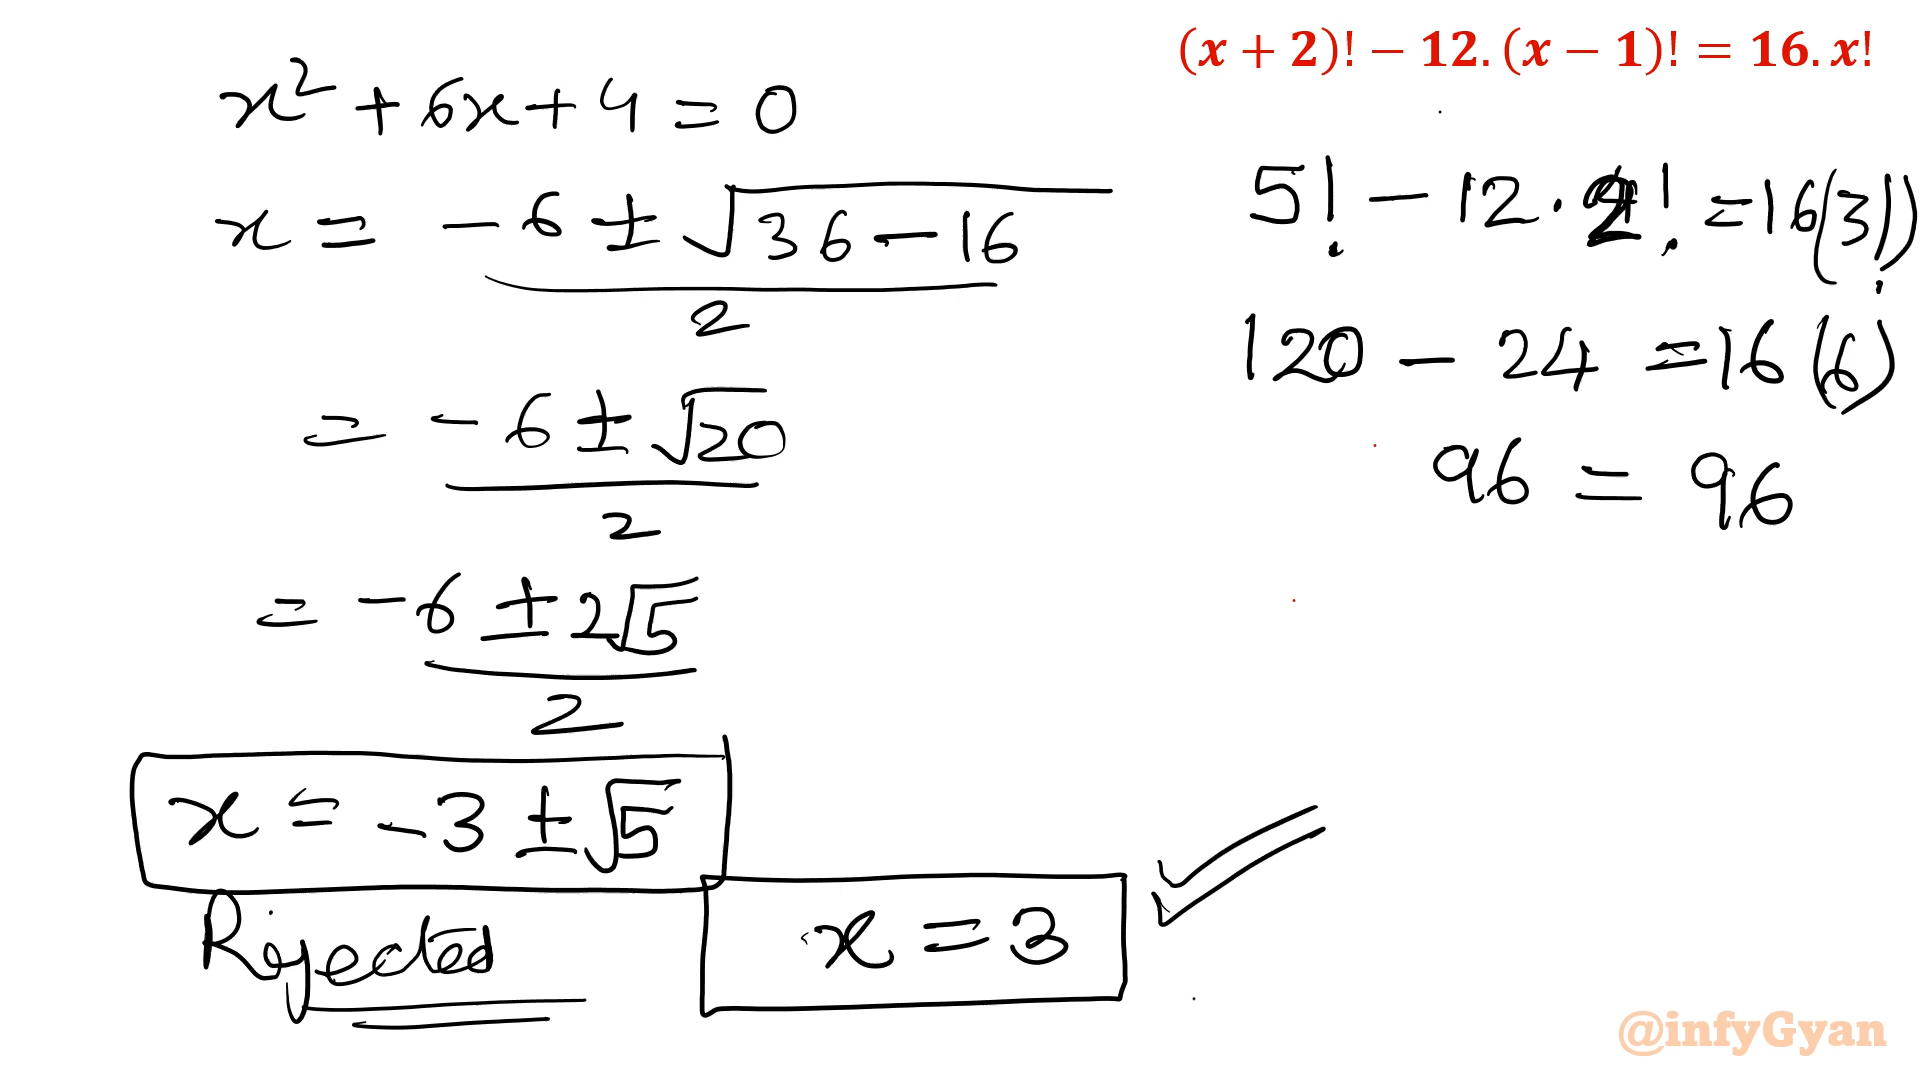 (x + 2)! − 12. (x − 1)! = 16. x!
x² + 6x + 4 = 0
x = −6 ± √36 − 16
2
= −6 ± √20
2
= −6 ± 2√5
2
x = −3 ± √5
Rejected
x = 3
5! − 12 · 2! = 16(3!)
120 − 24 = 16(6)
96 = 96
@infyGyan